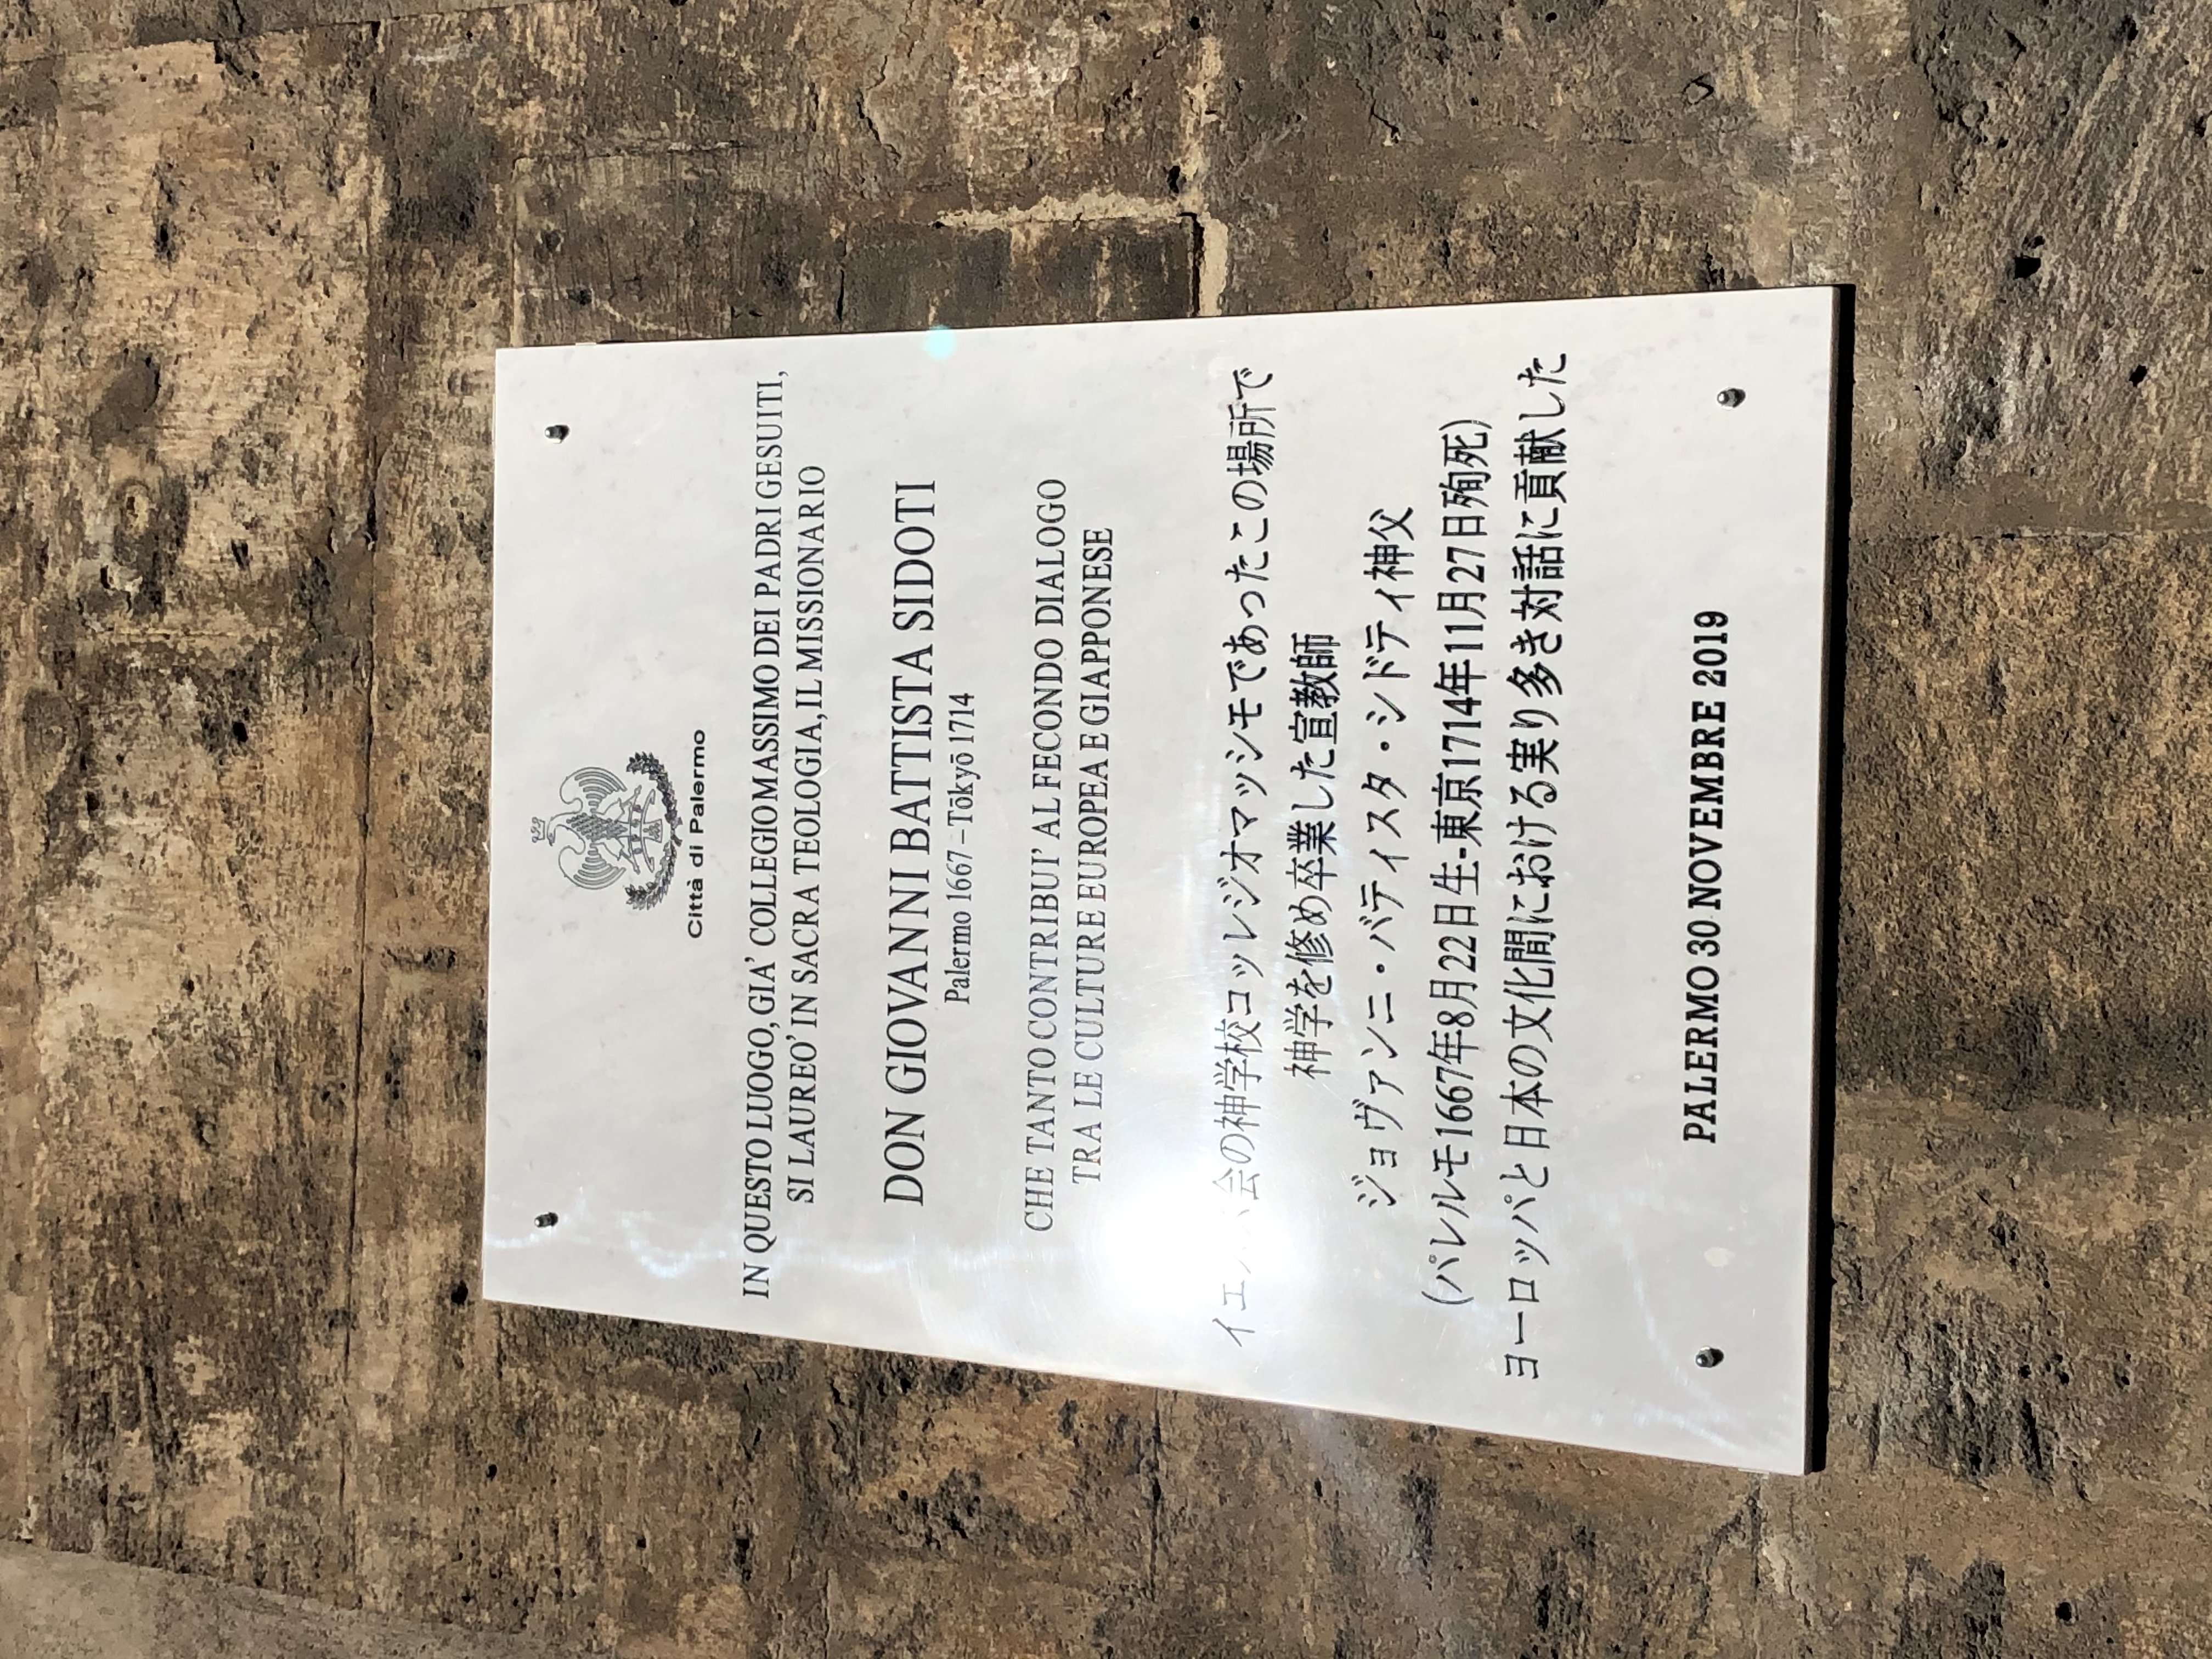 Città di Palermo
IN QUESTO LUOGO, GIA' COLLEGIO MASSIMO DEI PADRI GESUITI,
SI LAUREO' IN SACRA TEOLOGIA, IL MISSIONARIO
DON GIOVANNI BATTISTA SIDOTI
Palermo 1667 – Tōkyō 1714
CHE TANTO CONTRIBUI' AL FECONDO DIALOGO
TRA LE CULTURE EUROPEA E GIAPPONESE
会の神学校コッレジオマッシモであったこの場所で
神学を修め卒業した宣教師
ジョヴァンニ・バティスタ・シドティ神父
(パレルモ1667年8月22日生-東京1714年11月27日殉死)
ヨーロッパと日本の文化間における実り多き対話に貢献した
PALERMO 30 NOVEMBRE 2019